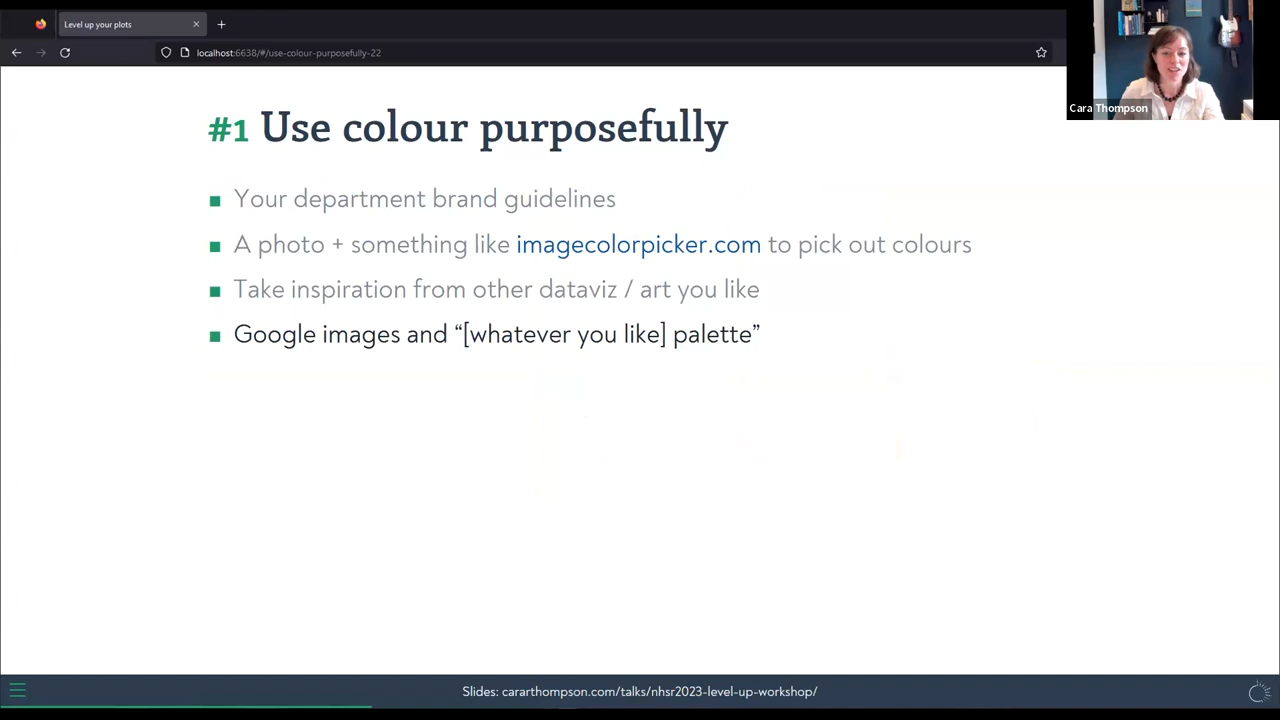 Level up your plots
localhost:6638/#/use-colour-purposefully-22
Cara Thompson
#1 Use colour purposefully
Your department brand guidelines
A photo + something like imagecolorpicker.com to pick out colours
Take inspiration from other dataviz / art you like
Google images and “[whatever you like] palette”
Slides: cararthompson.com/talks/nhsr2023-level-up-workshop/